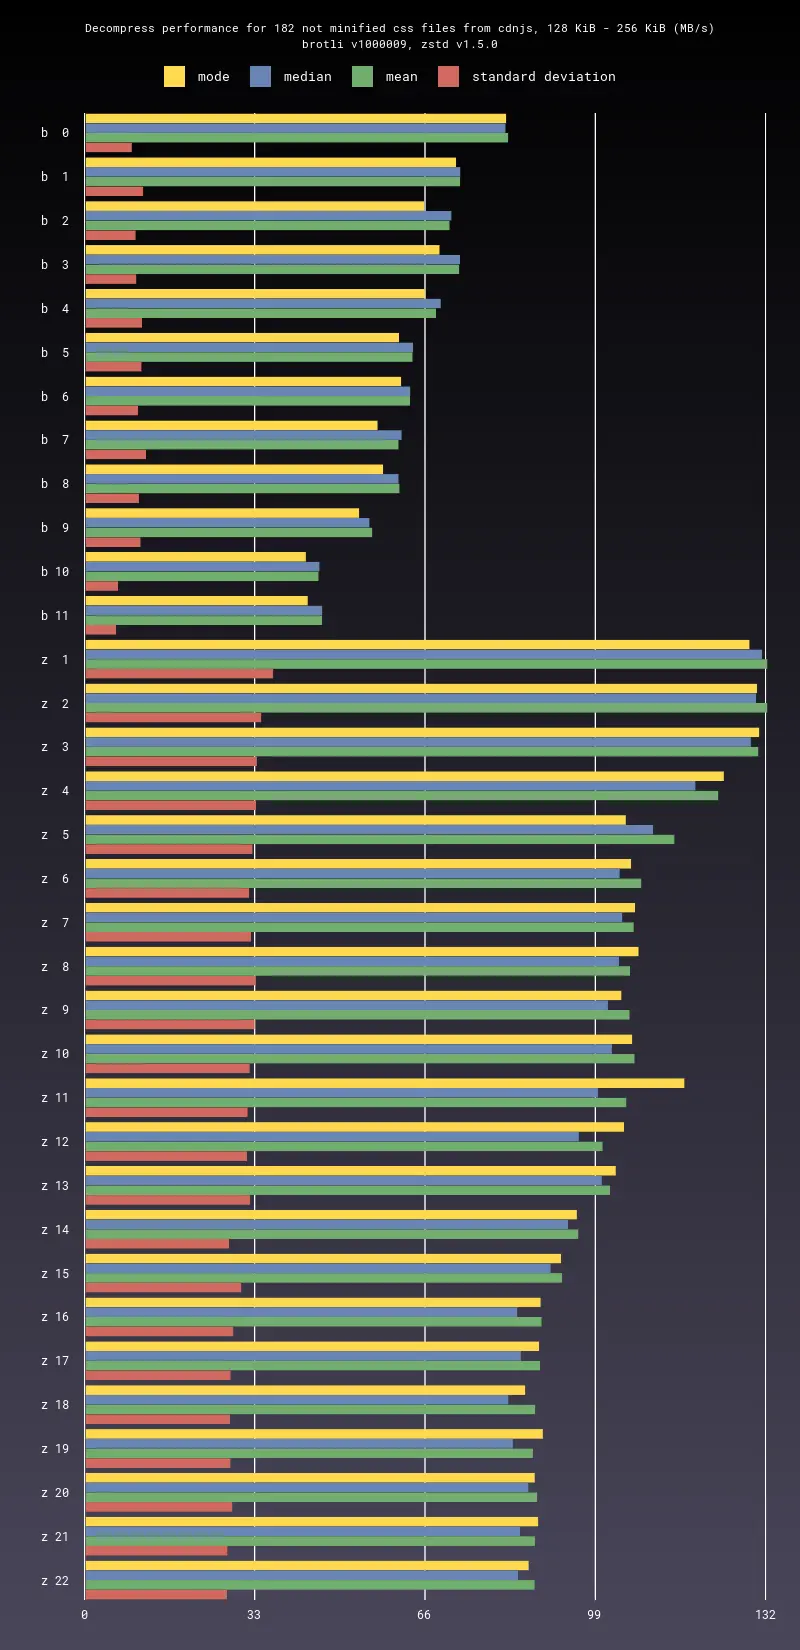 Decompress performance for 182 not minified css files from cdnjs, 128 KiB - 256 KiB (MB/s)
brotli v1000009, zstd v1.5.0
mode median mean standard deviation
b 0
b 1
b 2
b 3
b 4
b 5
b 6
b 7
b 8
b 9
b 10
b 11
z 1
z 2
z 3
z 4
z 5
z 6
z 7
z 8
z 9
z 10
z 11
z 12
z 13
z 14
z 15
z 16
z 17
z 18
z 19
z 20
z 21
z 22
0 33 66 99 132